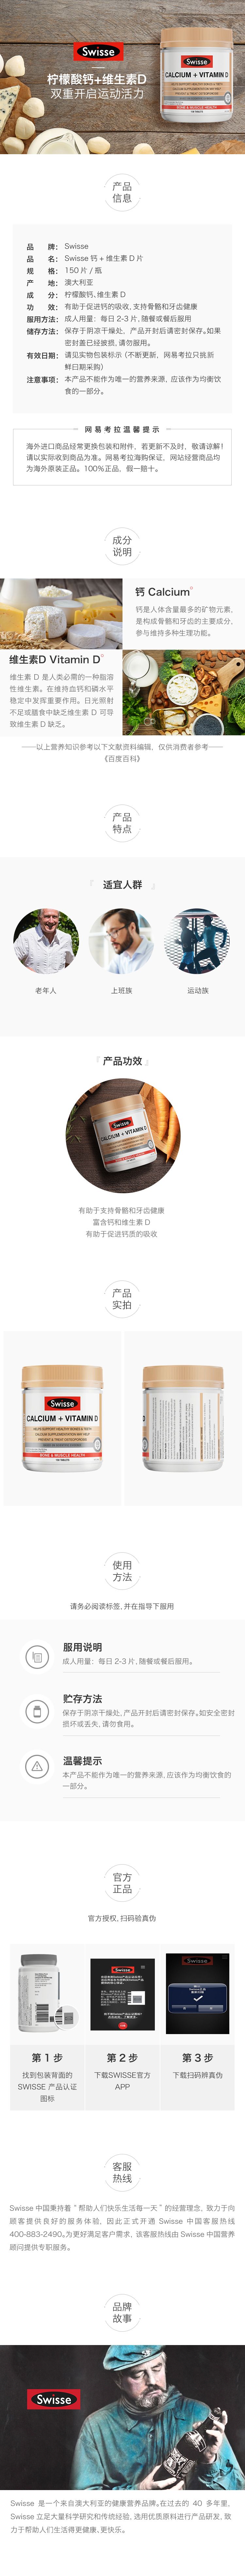 Swisse
柠檬酸钙+维生素D
双重开启运动活力
Swisse
CALCIUM + VITAMIN D
BONE & MUSCLE HEALTH
产品
信息
品 牌： Swisse
品 名： Swisse 钙 + 维生素 D 片
规 格： 150 片 / 瓶
产 地： 澳大利亚
成 分： 柠檬酸钙、维生素 D
功 效： 有助于促进钙的吸收, 支持骨骼和牙齿健康
服用方法： 成人用量：每日 2-3 片, 随餐或餐后服用
储存方法： 保存于阴凉干燥处，产品开封后请密封保存。如果
密封盖已经披损, 请勿服用。
有效日期： 请见实物包装标示 (不断更新，网易考拉只挑新
鲜日期采购)
注意事项： 本产品不能作为唯一的营养来源, 应该作为均衡饮
食的一部分。
网易考拉温馨提示
海外进口商品经常更换包装和附件，若更新不及时，敬请谅解！
请以实际收到商品为准。网易考拉海购保证，网站经营商品均
为海外原装正品。100%正品，假一赔十。
成分
说明
钙 Calcium
钙是人体含量最多的矿物元素,
是构成骨骼和牙齿的主要成分,
参与维持多种生理功能。
维生素D Vitamin D
维生素 D 是人类必需的一种脂溶
性维生素。在维持血钙和磷水平
稳定中发挥重要作用。日光照射
不足或膳食中缺乏维生素 D 可导
致维生素 D 缺乏。
——以上营养知识参考以下文献资料编辑，仅供消费者参考——
《百度百科》
产品
特点
「 适宜人群 」
老年人
上班族
运动族
「 产品功效 」
Swisse
CALCIUM + VITAMIN D
有助于支持骨骼和牙齿健康
富含钙和维生素 D
有助于促进钙质的吸收
产品
实拍
Swisse
CALCIUM + VITAMIN D
HELPS SUPPORT HEALTHY BONES & TEETH
CALCIUM SUPPLEMENTATION MAY HELP
PREVENT & TREAT OSTEOPOROSIS
BONE & MUSCLE HEALTH
使用
方法
请务必阅读标签, 并在指导下服用
服用说明
成人用量：每日 2-3 片, 随餐或餐后服用。
贮存方法
保存于阴凉干燥处, 产品开封后请密封保存。如安全密封
损坏或丢失, 请勿食用。
温馨提示
本产品不能作为唯一的营养来源, 应该作为均衡饮食的
一部分。
官方
正品
官方授权, 扫码验真伪
Swisse
Swisse
第 1 步
找到包装背面的
SWISSE 产品认证
图标
第 2 步
下载SWISSE官方
APP
第 3 步
下载扫码辨真伪
客服
热线
Swisse 中国秉持着 " 帮助人们快乐生活每一天 " 的经营理念，致力于向
顾客提供良好的服务体验，因此正式开通 Swisse 中国客服热线
400-883-2490。为更好满足客户需求，该客服热线由 Swisse 中国营养
顾问提供专职服务。
品牌
故事
Swisse
Swisse 是一个来自澳大利亚的健康营养品牌。在过去的 40 多年里,
Swisse 立足大量科学研究和传统经验, 选用优质原料进行产品研发, 致
力于帮助人们生活得更健康、更快乐。